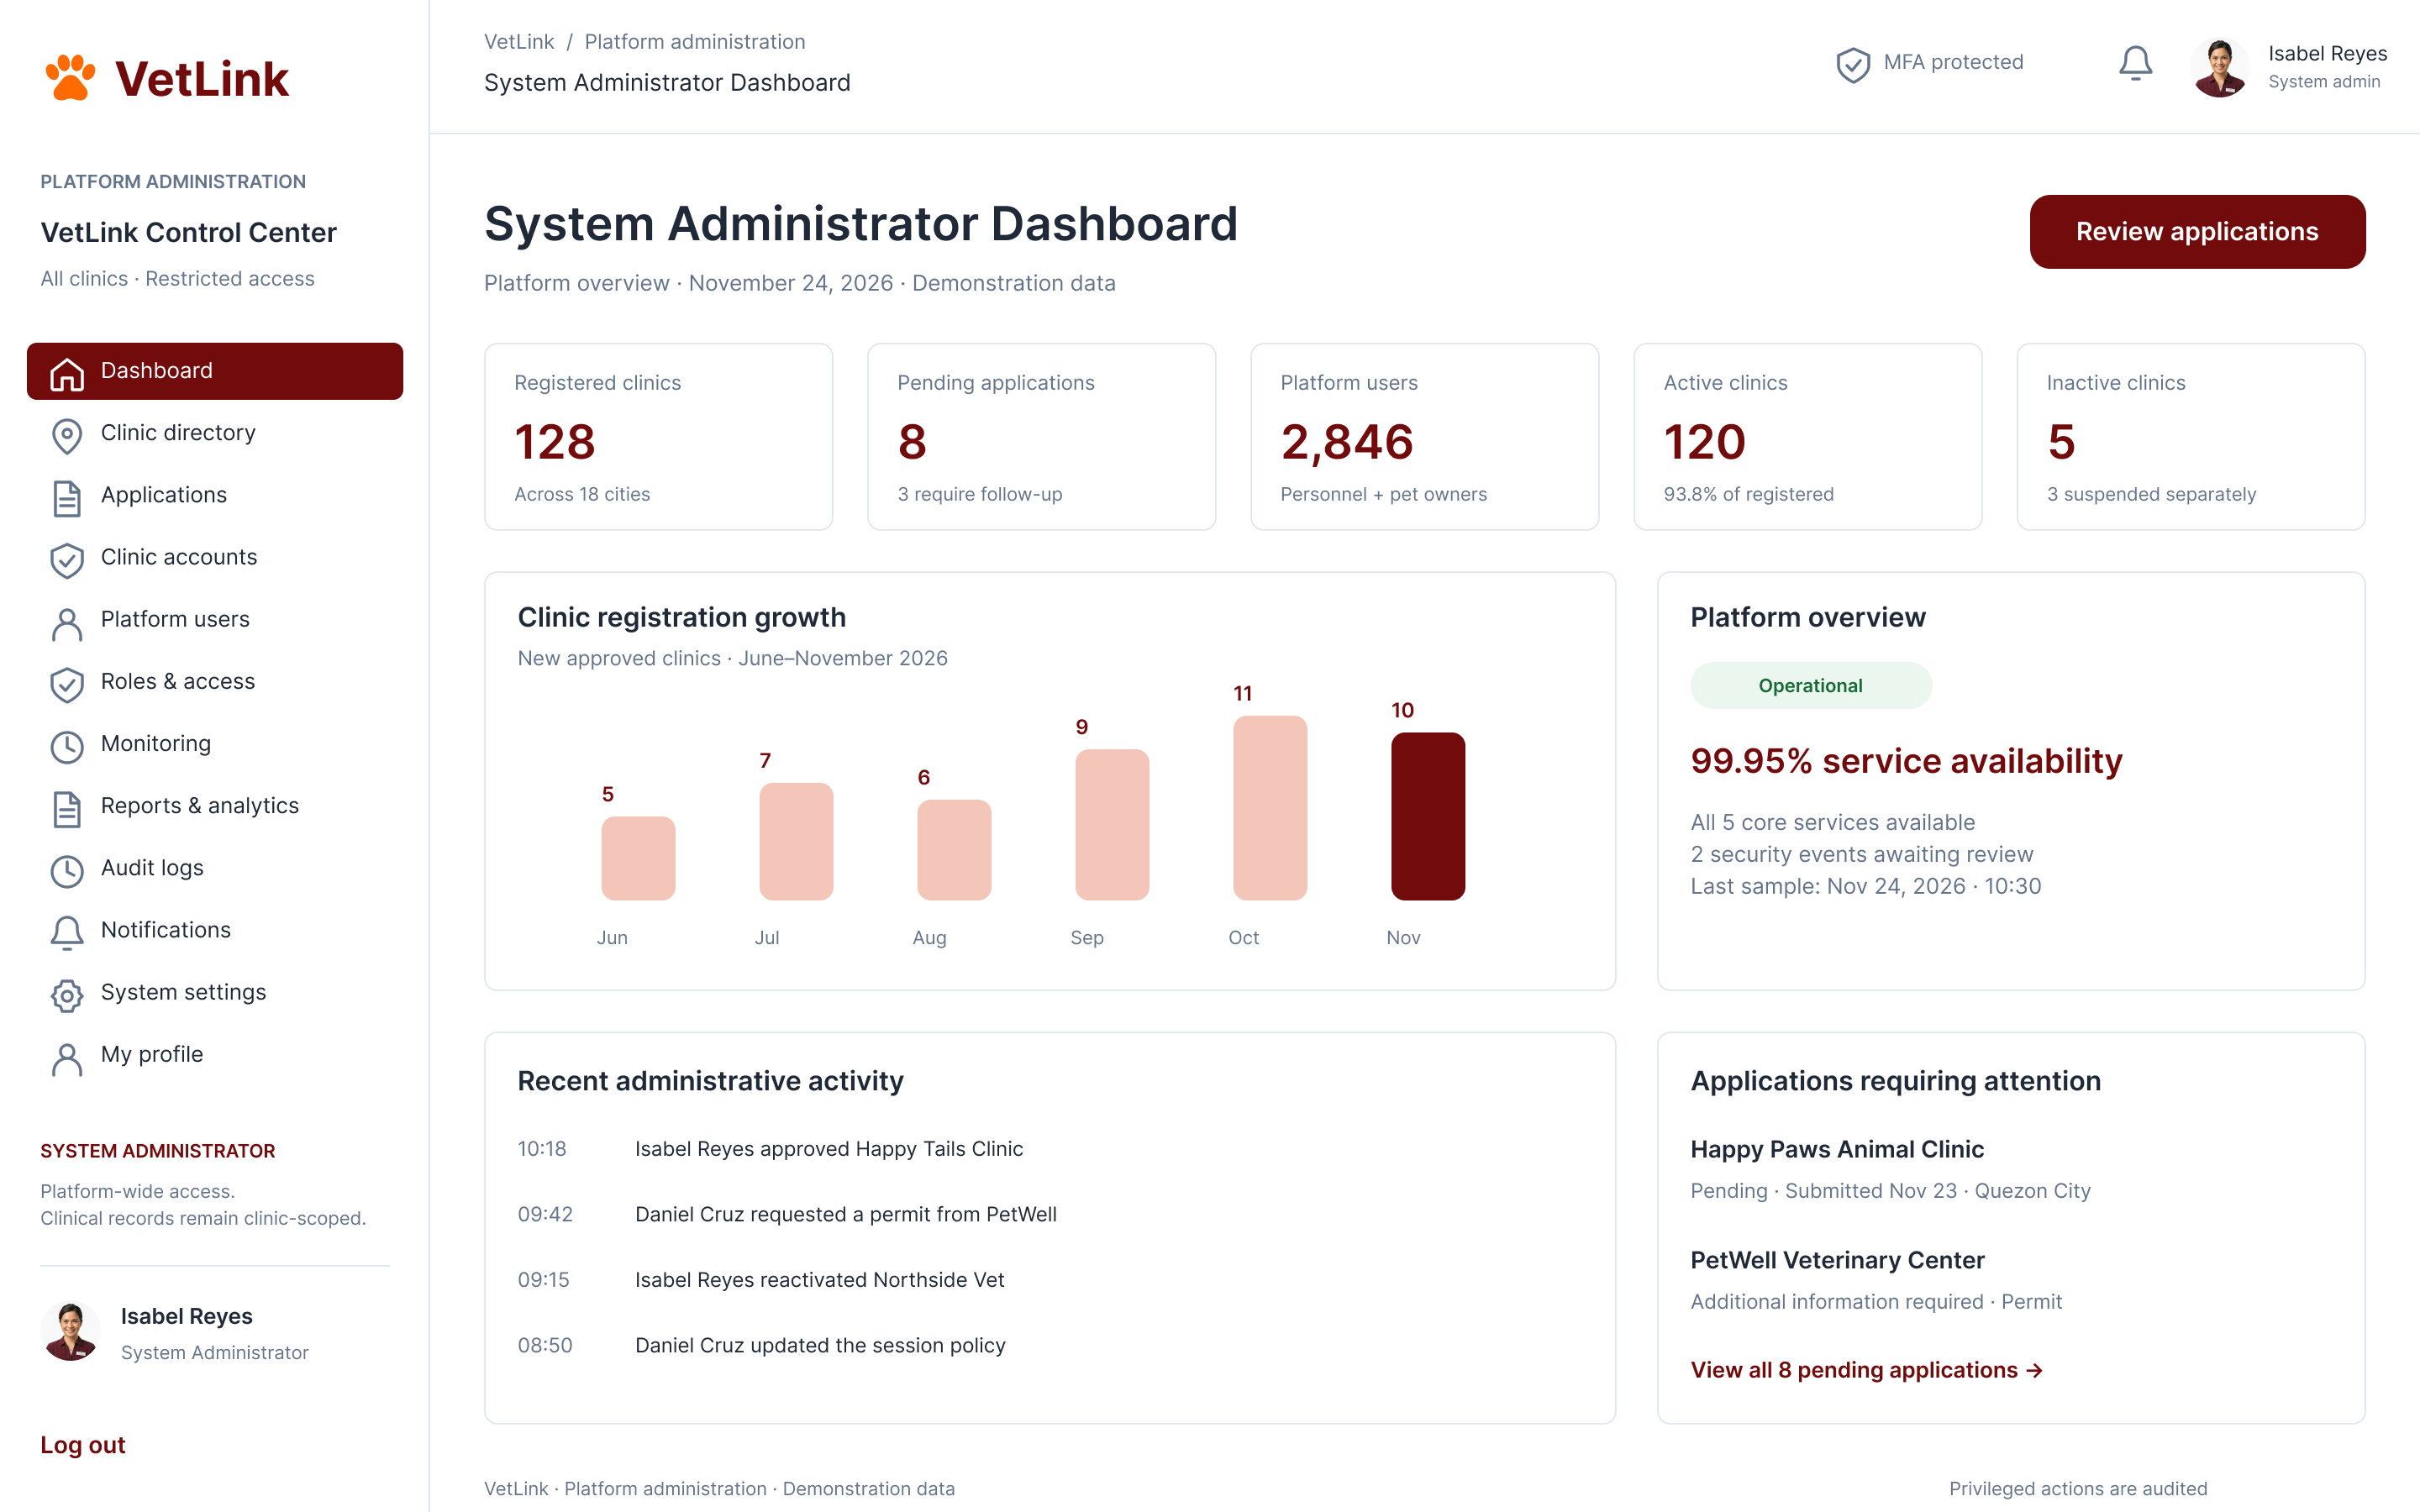 VetLink
PLATFORM ADMINISTRATION
VetLink Control Center
All clinics · Restricted access
Dashboard
Clinic directory
Applications
Clinic accounts
Platform users
Roles & access
Monitoring
Reports & analytics
Audit logs
Notifications
System settings
My profile
SYSTEM ADMINISTRATOR
Platform-wide access.
Clinical records remain clinic-scoped.
Isabel Reyes
System Administrator
Log out
VetLink / Platform administration
System Administrator Dashboard
MFA protected
Isabel Reyes
System admin
System Administrator Dashboard
Platform overview · November 24, 2026 · Demonstration data
Review applications
Registered clinics
128
Across 18 cities
Pending applications
8
3 require follow-up
Platform users
2,846
Personnel + pet owners
Active clinics
120
93.8% of registered
Inactive clinics
5
3 suspended separately
Clinic registration growth
New approved clinics · June–November 2026
5
7
6
9
11
10
Jun
Jul
Aug
Sep
Oct
Nov
Platform overview
Operational
99.95% service availability
All 5 core services available
2 security events awaiting review
Last sample: Nov 24, 2026 · 10:30
Recent administrative activity
10:18 Isabel Reyes approved Happy Tails Clinic
09:42 Daniel Cruz requested a permit from PetWell
09:15 Isabel Reyes reactivated Northside Vet
08:50 Daniel Cruz updated the session policy
Applications requiring attention
Happy Paws Animal Clinic
Pending · Submitted Nov 23 · Quezon City
PetWell Veterinary Center
Additional information required · Permit
View all 8 pending applications →
VetLink · Platform administration · Demonstration data
Privileged actions are audited